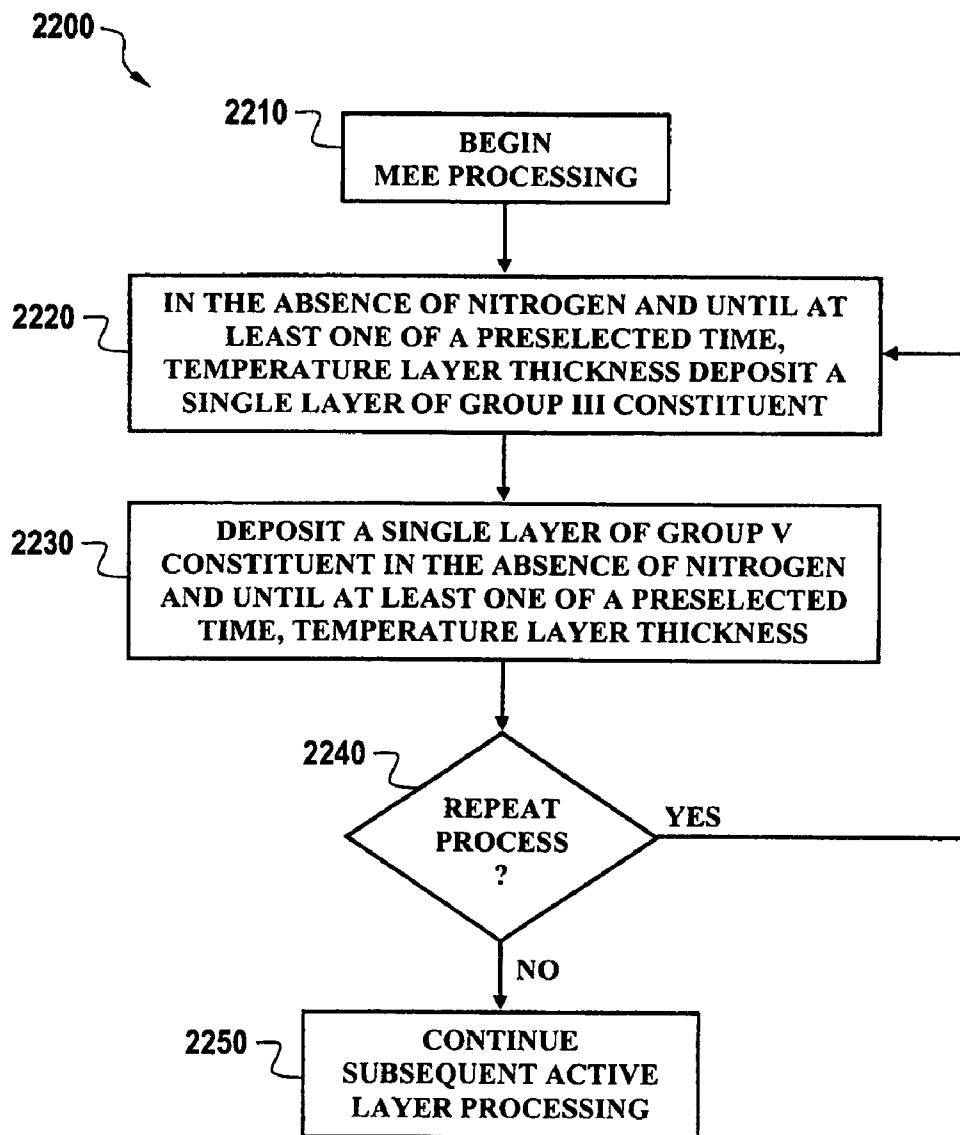 2200
2210
BEGIN
MEE PROCESSING
2220
IN THE ABSENCE OF NITROGEN AND UNTIL AT
LEAST ONE OF A PRESELECTED TIME,
TEMPERATURE LAYER THICKNESS DEPOSIT A
SINGLE LAYER OF GROUP III CONSTITUENT
2230
DEPOSIT A SINGLE LAYER OF GROUP V
CONSTITUENT IN THE ABSENCE OF NITROGEN
AND UNTIL AT LEAST ONE OF A PRESELECTED
TIME, TEMPERATURE LAYER THICKNESS
2240
REPEAT
PROCESS
?
YES
NO
2250
CONTINUE
SUBSEQUENT ACTIVE
LAYER PROCESSING